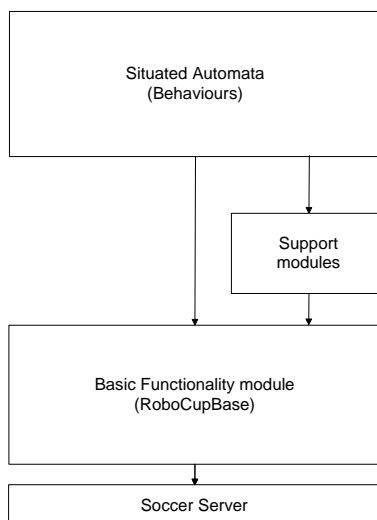 Situated Automata
(Behaviours)
Support
modules
Basic Functionality module
(RoboCupBase)
Soccer Server